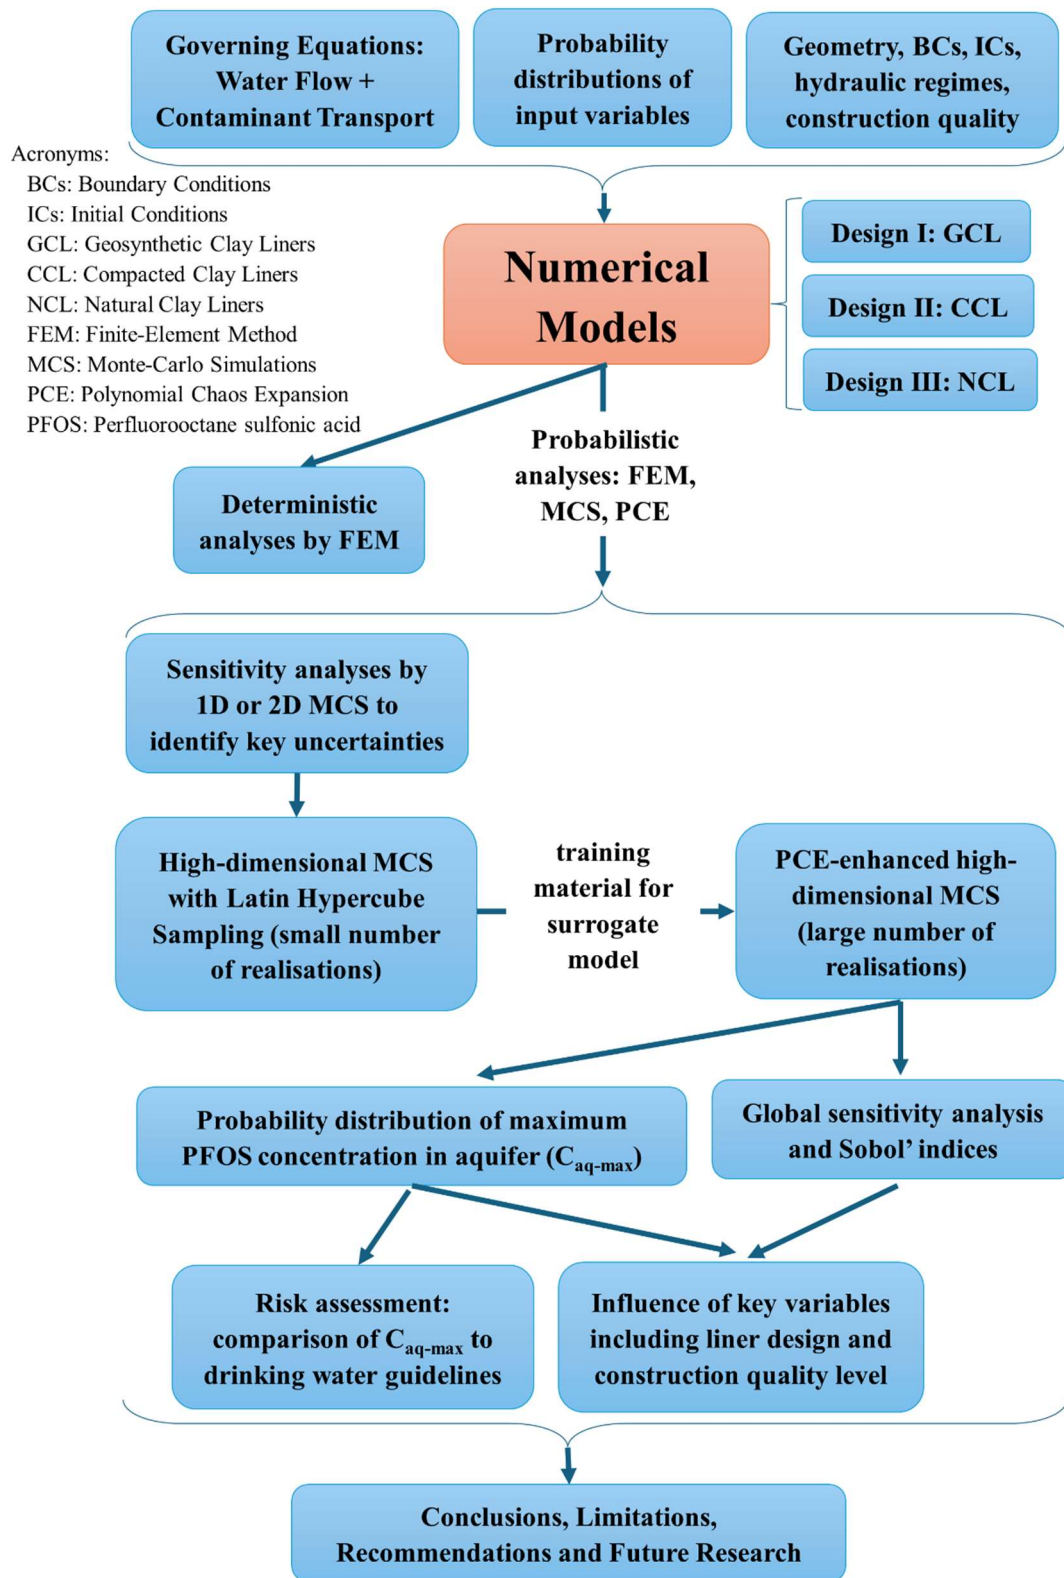 Governing Equations:
Water Flow +
Contaminant Transport
Probability
distributions of
input variables
Geometry, BCs, ICs,
hydraulic regimes,
construction quality
Acronyms:
BCs: Boundary Conditions
ICs: Initial Conditions
GCL: Geosynthetic Clay Liners
CCL: Compacted Clay Liners
NCL: Natural Clay Liners
FEM: Finite-Element Method
MCS: Monte-Carlo Simulations
PCE: Polynomial Chaos Expansion
PFOS: Perfluorooctane sulfonic acid
Numerical
Models
Design I: GCL
Design II: CCL
Design III: NCL
Deterministic
analyses by FEM
Probabilistic
analyses: FEM,
MCS, PCE
Sensitivity analyses by
1D or 2D MCS to
identify key uncertainties
High-dimensional MCS
with Latin Hypercube
Sampling (small number
of realisations)
training
material for
surrogate
model
PCE-enhanced high-
dimensional MCS
(large number of
realisations)
Probability distribution of maximum
PFOS concentration in aquifer (Caq-max)
Global sensitivity analysis
and Sobol' indices
Risk assessment:
comparison of Caq-max to
drinking water guidelines
Influence of key variables
including liner design and
construction quality level
Conclusions, Limitations,
Recommendations and Future Research